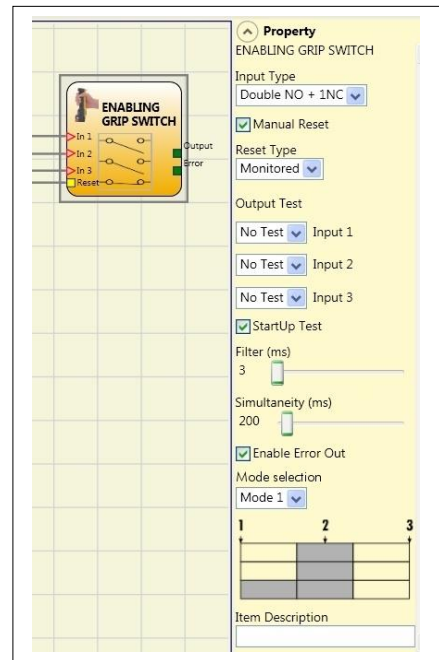 ENABLING
GRIP SWITCH
In 1
In 2
In 3
Reset
Output
Error
Property
ENABLING GRIP SWITCH
Input Type
Double NO + 1NC
Manual Reset
Reset Type
Monitored
Output Test
No Test Input 1
No Test Input 2
No Test Input 3
StartUp Test
Filter (ms)
3
Simultaneity (ms)
200
Enable Error Out
Mode selection
Mode 1
1 2 3
Item Description